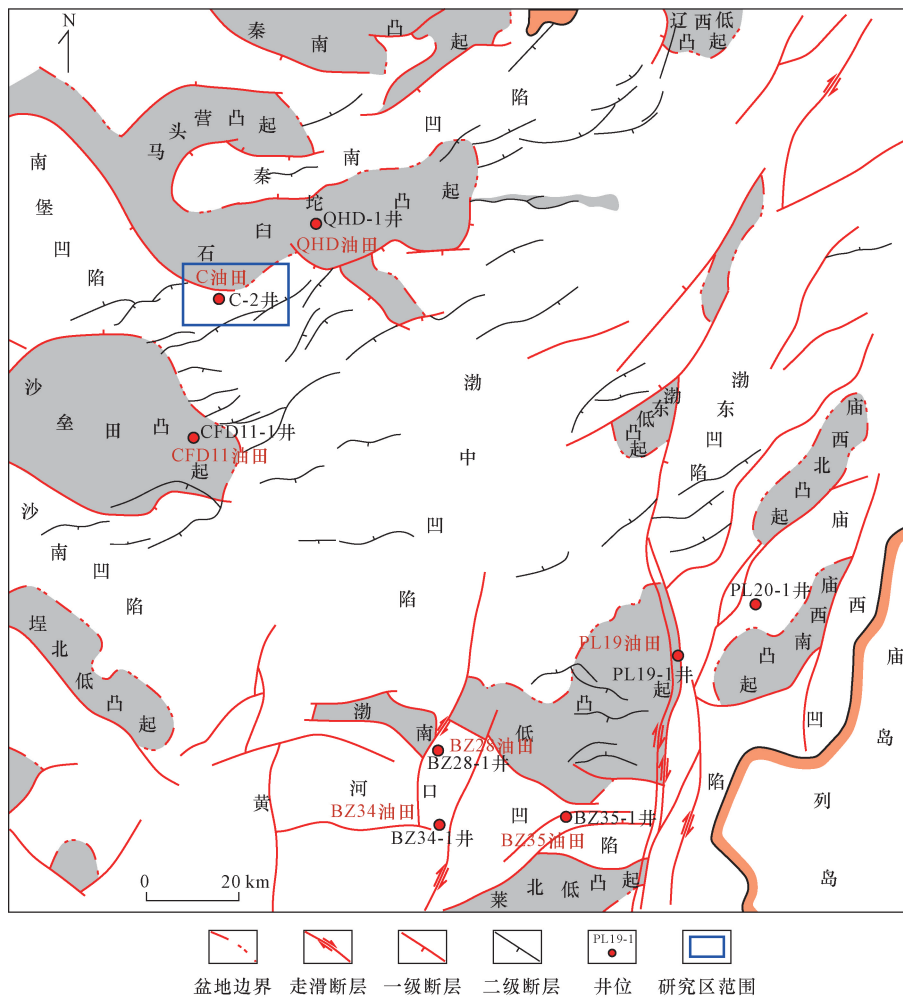 N
秦南凸起
辽西低凸起
马头营凸起
秦南凹陷
南堡凹陷
石臼坨凸起
QHD-1井
QHD油田
C油田
C-2井
沙垒田凸起
CFD11-1井
CFD11油田
渤中凹陷
渤东低凸起
渤东凹陷
庙西北凸起
沙南凹陷
庙西凹陷
PL20-1井
庙西南凸起
埕北低凸起
PL19油田
PL19-1井
庙岛列岛
渤南低凸起
BZ28油田
BZ28-1井
黄河口凹陷
BZ34油田
BZ34-1井
BZ35-1井
BZ35油田
莱北低凸起
0 20 km
PL19-1
盆地边界 走滑断层 一级断层 二级断层 井位 研究区范围